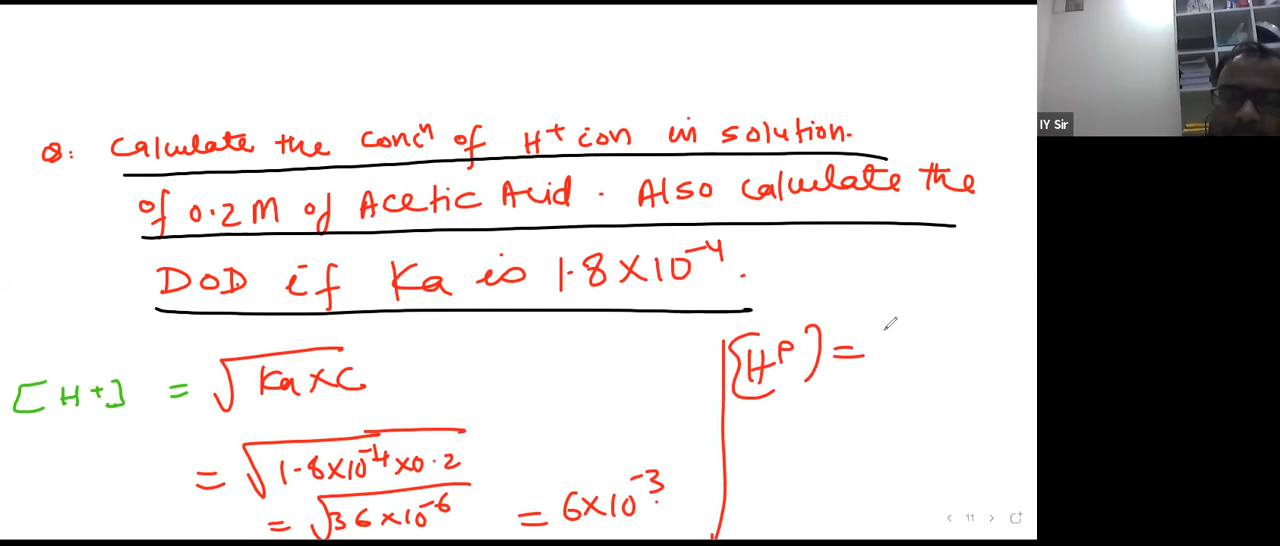 Q: Calculate the concⁿ of H⁺ ion in solution.
of 0.2M of Acetic Acid. Also calculate the
DOD if Ka is 1.8×10⁻⁴.
[H+] = √Ka×C
= √1.8×10⁻⁴×0.2
= √36×10⁻⁶ = 6×10⁻³
[H⁺] =
IY Sir
< 11 >